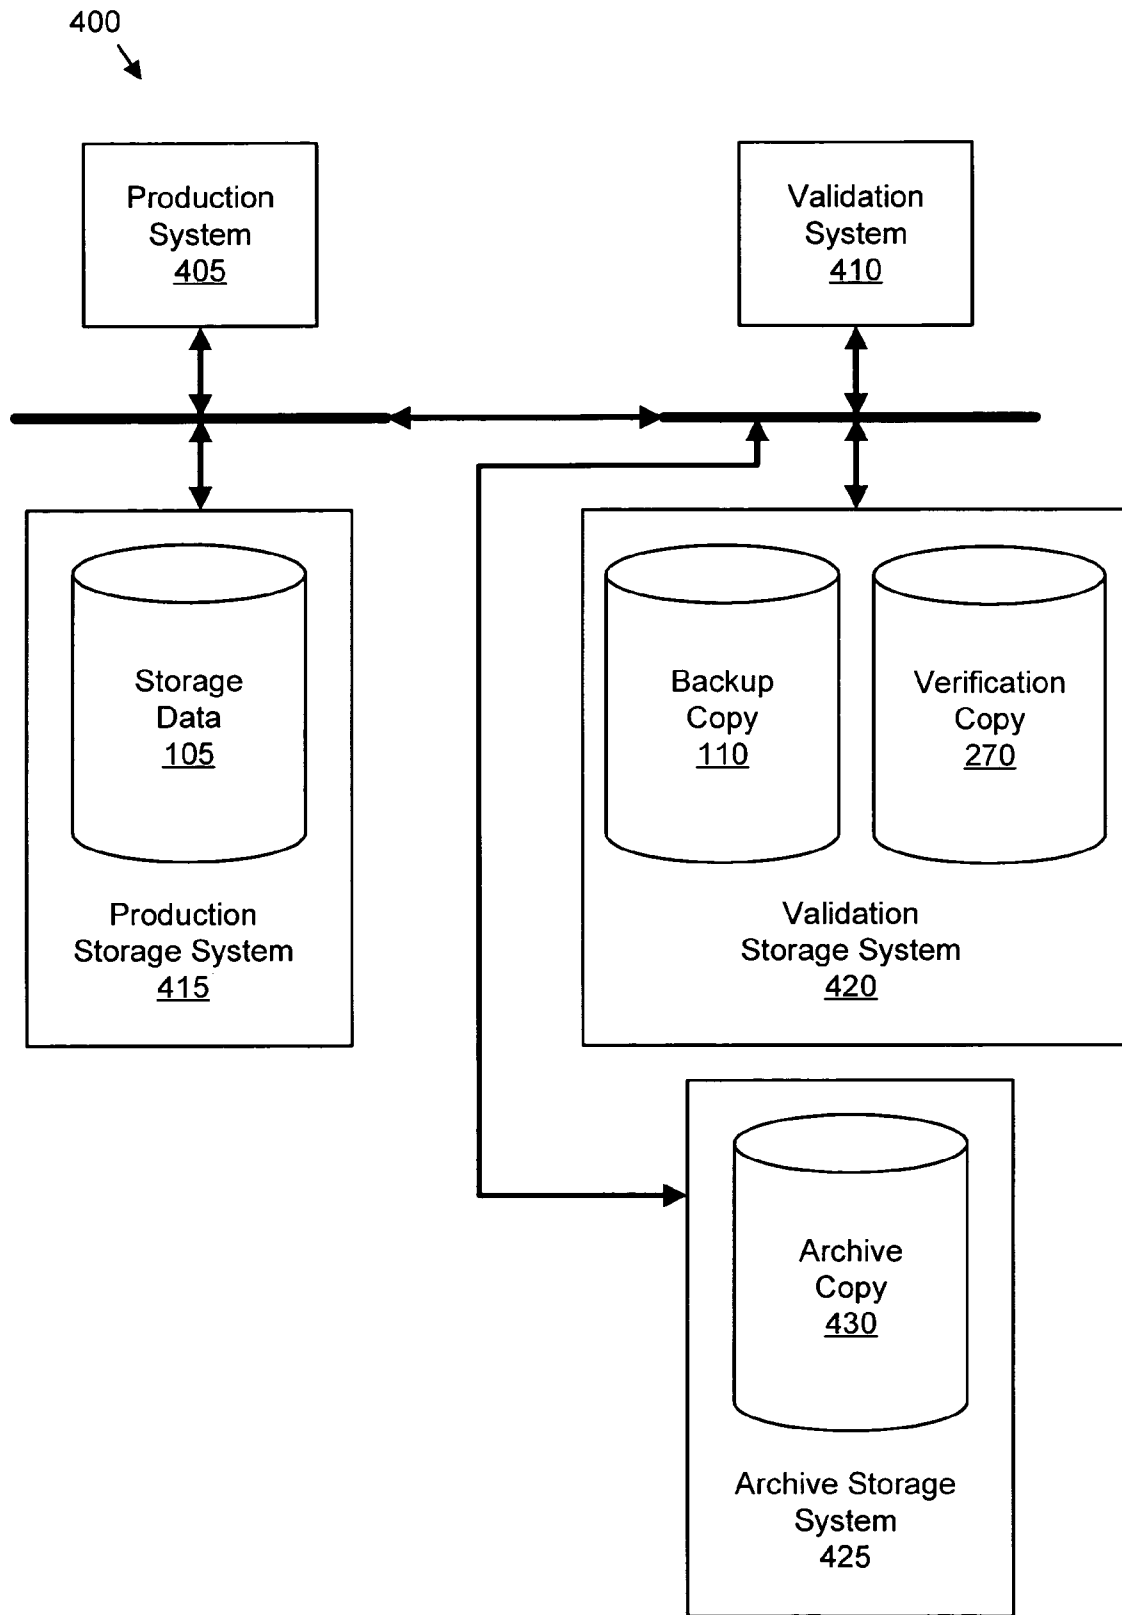 400
Production
System
405
Validation
System
410
Storage
Data
105
Production
Storage System
415
Backup
Copy
110
Verification
Copy
270
Validation
Storage System
420
Archive
Copy
430
Archive Storage
System
425